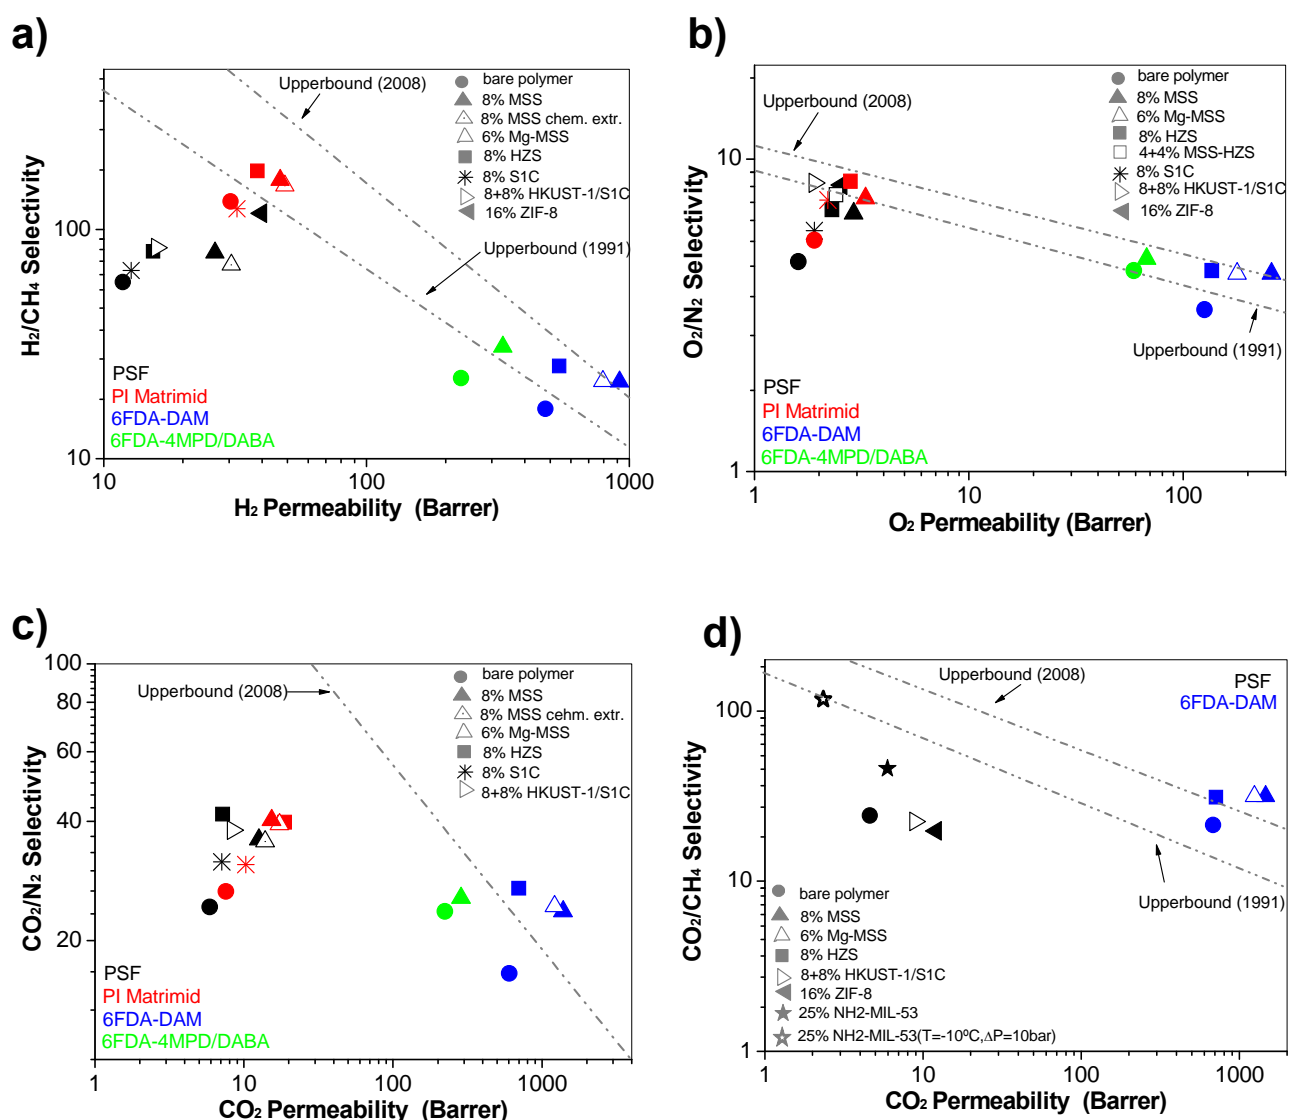 a)
Upperbound (2008)
bare polymer
8% MSS
8% MSS chem. extr.
6% Mg-MSS
8% HZS
8% S1C
8+8% HKUST-1/S1C
16% ZIF-8
Upperbound (1991)
100
10
H2/CH4 Selectivity
PSF
PI Matrimid
6FDA-DAM
6FDA-4MPD/DABA
10
100
1000
H2 Permeability (Barrer)
b)
Upperbound (2008)
bare polymer
8% MSS
6% Mg-MSS
8% HZS
4+4% MSS-HZS
8% S1C
8+8% HKUST-1/S1C
16% ZIF-8
Upperbound (1991)
10
1
O2/N2 Selectivity
PSF
PI Matrimid
6FDA-DAM
6FDA-4MPD/DABA
1
10
100
O2 Permeability (Barrer)
c)
Upperbound (2008)
bare polymer
8% MSS
8% MSS cehm. extr.
6% Mg-MSS
8% HZS
8% S1C
8+8% HKUST-1/S1C
100
80
60
40
20
CO2/N2 Selectivity
PSF
PI Matrimid
6FDA-DAM
6FDA-4MPD/DABA
1
10
100
1000
CO2 Permeability (Barrer)
d)
Upperbound (2008)
PSF
6FDA-DAM
100
10
1
CO2/CH4 Selectivity
Upperbound (1991)
bare polymer
8% MSS
6% Mg-MSS
8% HZS
8+8% HKUST-1/S1C
16% ZIF-8
25% NH2-MIL-53
25% NH2-MIL-53(T=-10ºC,ΔP=10bar)
1
10
100
1000
CO2 Permeability (Barrer)